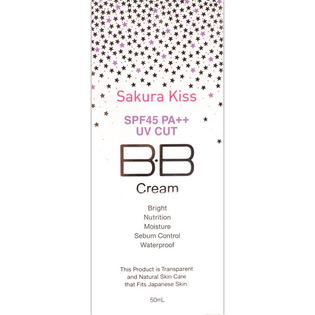 Sakura Kiss
SPF45 PA++
UV CUT
B·B
Cream
Bright
Nutrition
Moisture
Sebum Control
Waterproof
This Product is Transparent
and Natural Skin Care
that Fits Japanese Skin.
50mL